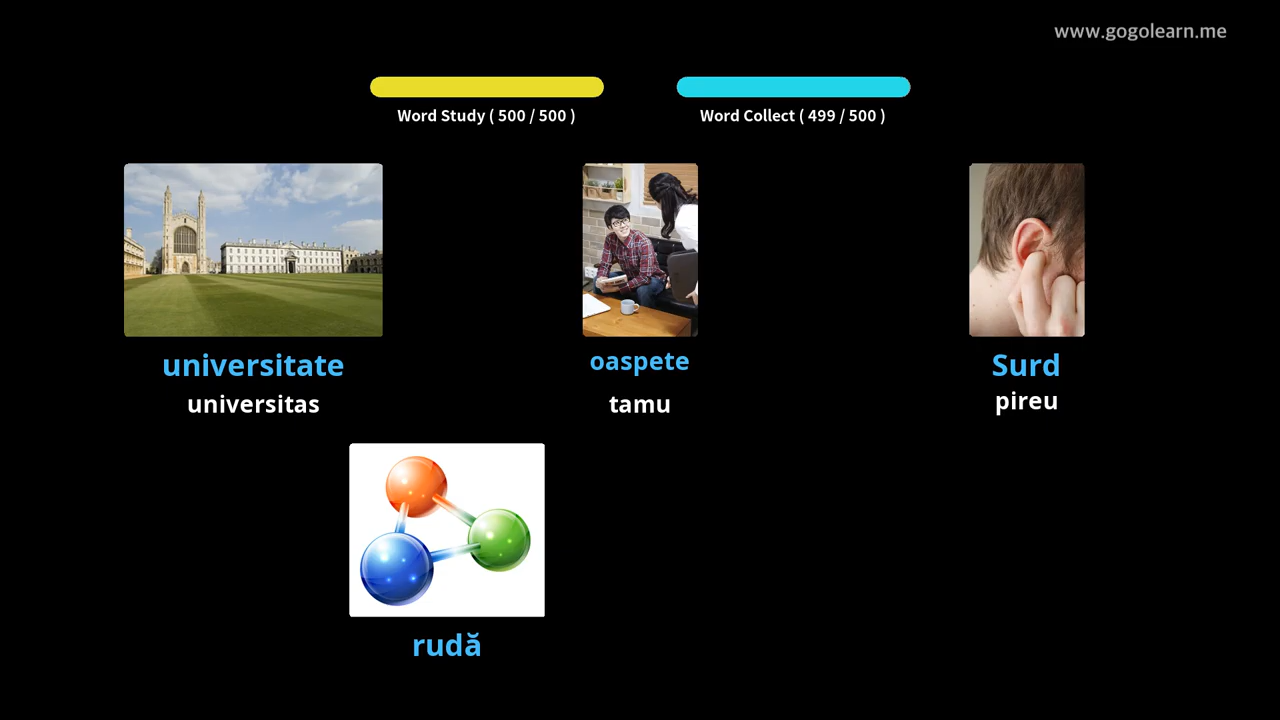 www.gogolearn.me
Word Study ( 500 / 500 )
Word Collect ( 499 / 500 )
universitate
universitas
oaspete
tamu
Surd
pireu
rudă